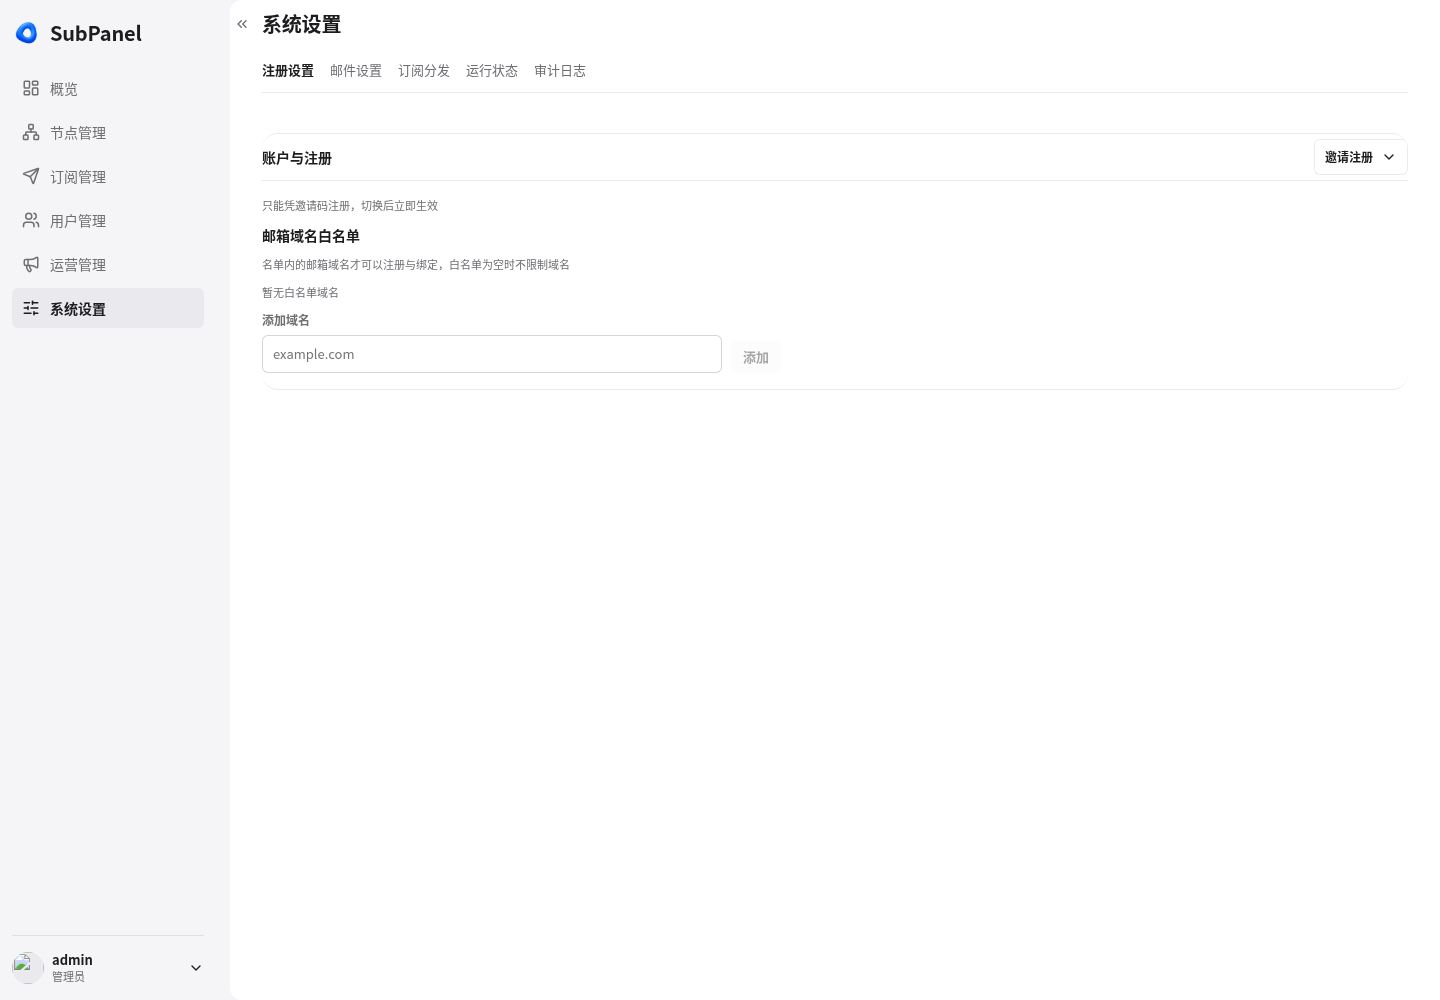 SubPanel
概览
节点管理
订阅管理
用户管理
运营管理
系统设置
admin
管理员
系统设置
注册设置 邮件设置 订阅分发 运行状态 审计日志
账户与注册
邀请注册
只能凭邀请码注册，切换后立即生效
邮箱域名白名单
名单内的邮箱域名才可以注册与绑定，白名单为空时不限制域名
暂无白名单域名
添加域名
example.com
添加